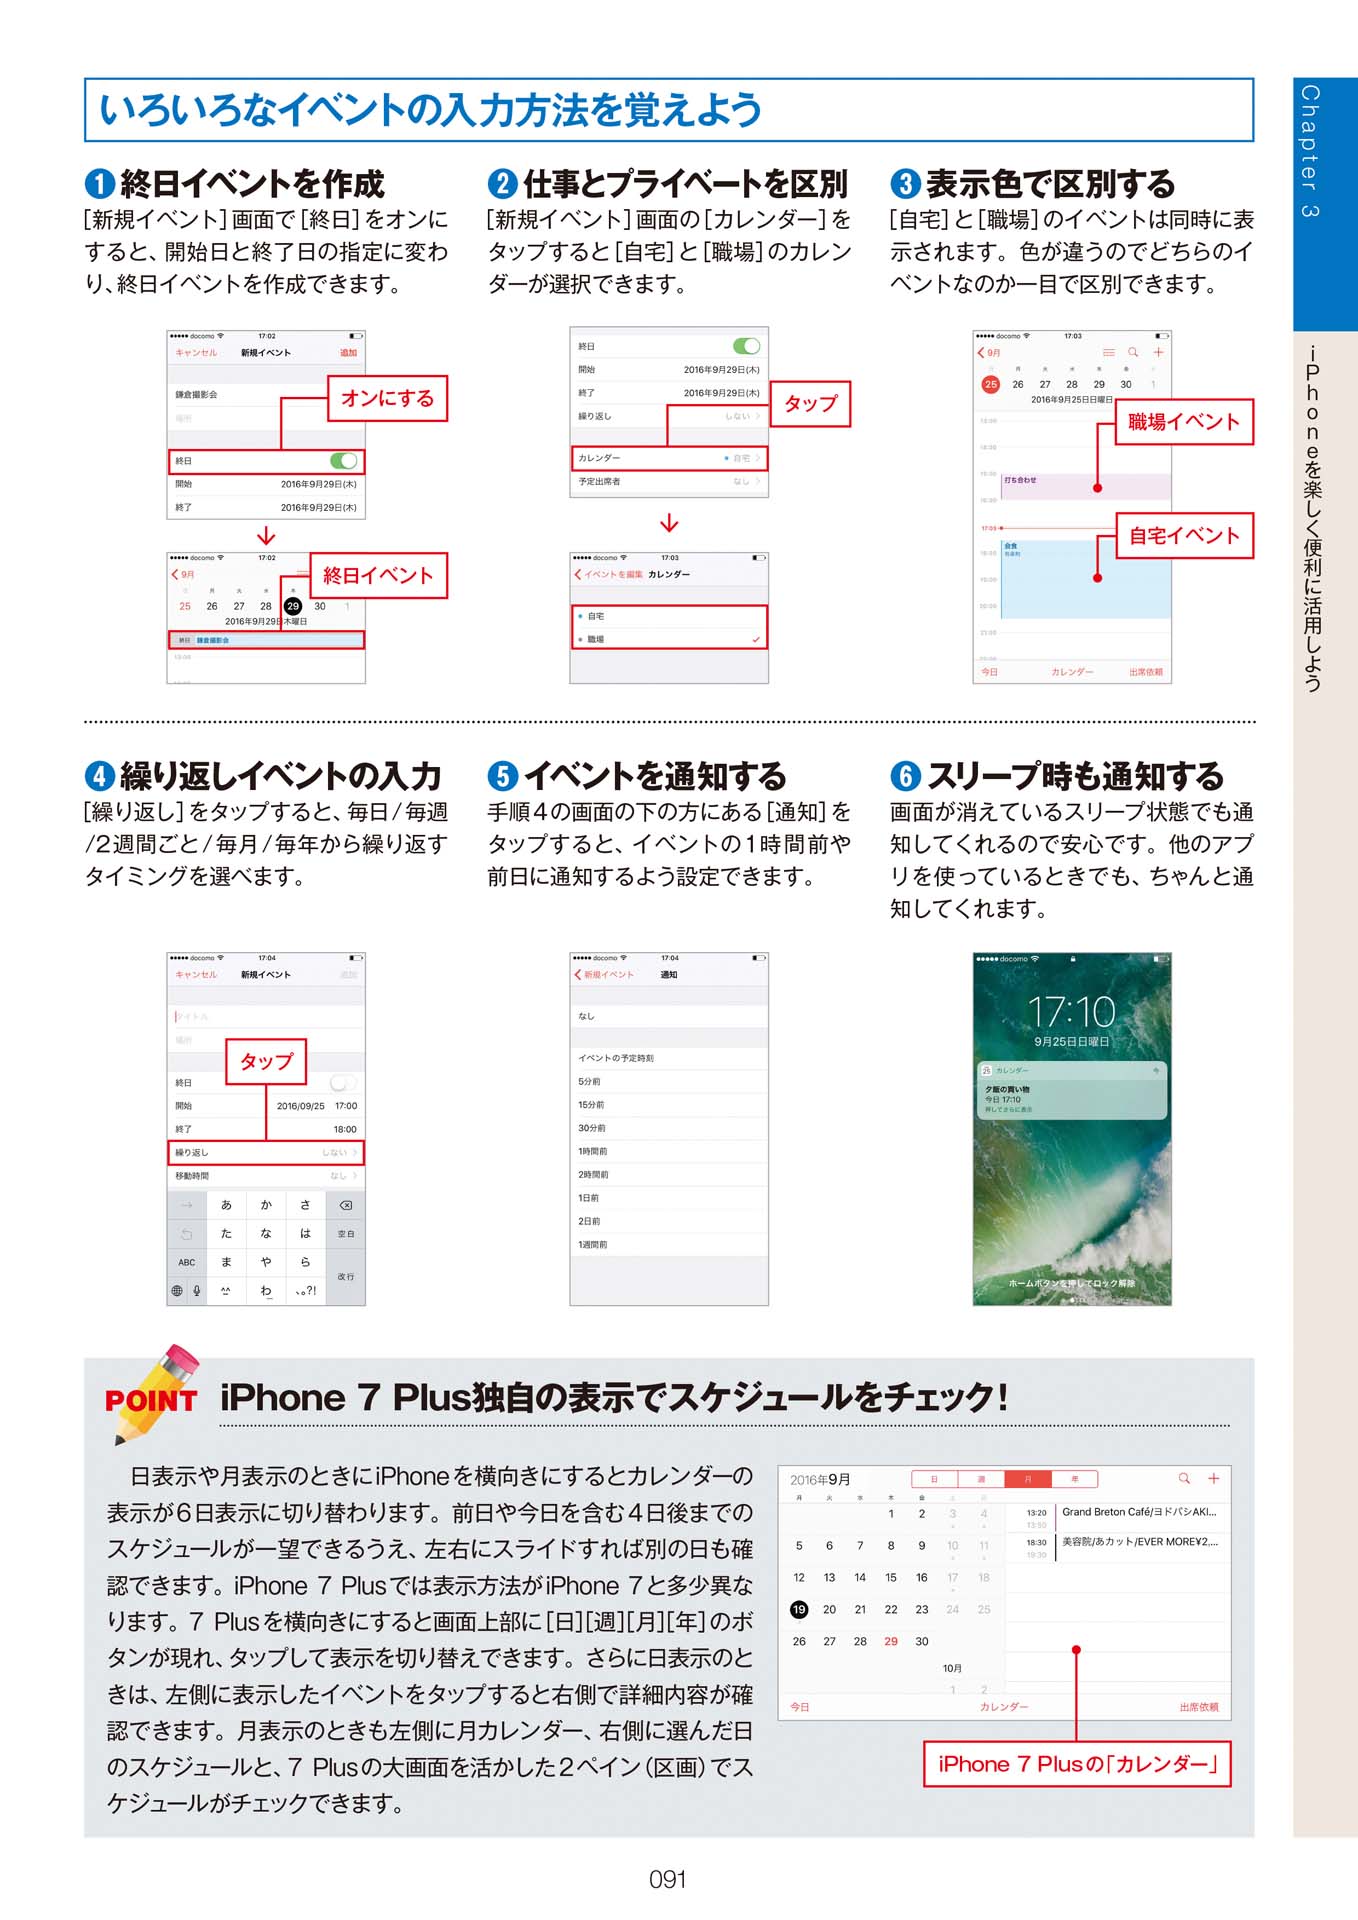 いろいろなイベントの入力方法を覚えよう
Chapter 3
iPhoneを楽しく便利に活用しよう
1 終日イベントを作成
［新規イベント］画面で［終日］をオンに
すると、開始日と終了日の指定に変わ
り、終日イベントを作成できます。
docomo 17:02
キャンセル 新規イベント 追加
鎌倉撮影会
場所
オンにする
終日
開始 2016年9月29日(木)
終了 2016年9月29日(木)
docomo 17:02
9月
終日イベント
25 26 27 28 29 30 1
2016年9月29日木曜日
終日 鎌倉撮影会
2 仕事とプライベートを区別
［新規イベント］画面の［カレンダー］を
タップすると［自宅］と［職場］のカレン
ダーが選択できます。
終日
開始 2016年9月29日(木)
終了 2016年9月29日(木)
繰り返し しない
タップ
カレンダー 自宅
予定出席者 なし
docomo 17:03
イベントを編集 カレンダー
自宅
職場
3 表示色で区別する
［自宅］と［職場］のイベントは同時に表
示されます。色が違うのでどちらのイ
ベントなのか一目で区別できます。
docomo 17:03
9月
25 26 27 28 29 30 1
2016年9月25日日曜日
職場イベント
打ち合わせ
17:03
自宅イベント
会食
今日 カレンダー 出席依頼
4 繰り返しイベントの入力
［繰り返し］をタップすると、毎日/毎週
/2週間ごと/毎月/毎年から繰り返す
タイミングを選べます。
docomo 17:04
キャンセル 新規イベント 追加
タイトル
場所
タップ
終日
開始 2016/09/25 17:00
終了 18:00
繰り返し しない
移動時間 なし
→ あ か さ
た な は 空白
ABC ま や ら
^^ わ 、。?! 改行
5 イベントを通知する
手順4の画面の下の方にある［通知］を
タップすると、イベントの1時間前や
前日に通知するよう設定できます。
docomo 17:04
新規イベント 通知
なし
イベントの予定時刻
5分前
15分前
30分前
1時間前
2時間前
1日前
2日前
1週間前
6 スリープ時も通知する
画面が消えているスリープ状態でも通
知してくれるので安心です。他のアプ
リを使っているときでも、ちゃんと通
知してくれます。
docomo
17:10
9月25日日曜日
25 カレンダー 今
夕飯の買い物
今日 17:10
押してさらに表示
ホームボタンを押してロック解除
POINT iPhone 7 Plus独自の表示でスケジュールをチェック！
日表示や月表示のときにiPhoneを横向きにするとカレンダーの
表示が6日表示に切り替わります。前日や今日を含む4日後までの
スケジュールが一望できるうえ、左右にスライドすれば別の日も確
認できます。iPhone 7 Plusでは表示方法がiPhone 7と多少異な
ります。7 Plusを横向きにすると画面上部に［日］［週］［月］［年］のボ
タンが現れ、タップして表示を切り替えできます。さらに日表示のと
きは、左側に表示したイベントをタップすると右側で詳細内容が確
認できます。月表示のときも左側に月カレンダー、右側に選んだ日
のスケジュールと、7 Plusの大画面を活かした2ペイン（区画）でス
ケジュールがチェックできます。
2016年9月 日 週 月 年
月 火 水 木 金 土 日
1 2 3 4
5 6 7 8 9 10 11
12 13 14 15 16 17 18
19 20 21 22 23 24 25
26 27 28 29 30
10月
1 2
13:20 Grand Breton Café/ヨドバシAKI...
13:50
18:30 美容院/あカット/EVER MORE¥2,...
19:30
今日 カレンダー 出席依頼
iPhone 7 Plusの「カレンダー」
091